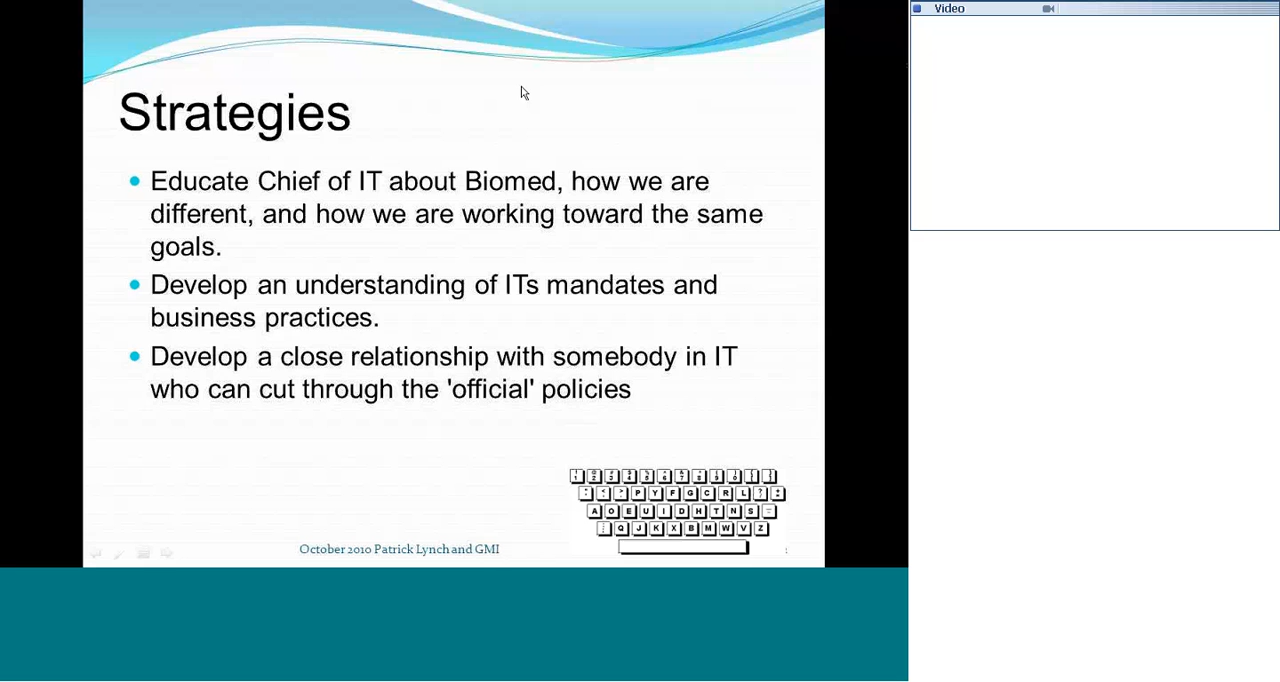 Video
Strategies
Educate Chief of IT about Biomed, how we are
different, and how we are working toward the same
goals.
Develop an understanding of ITs mandates and
business practices.
Develop a close relationship with somebody in IT
who can cut through the 'official' policies
P Y F G C R L
A O E U I D H T N S
Q J K X B M W V Z
October 2010 Patrick Lynch and GMI